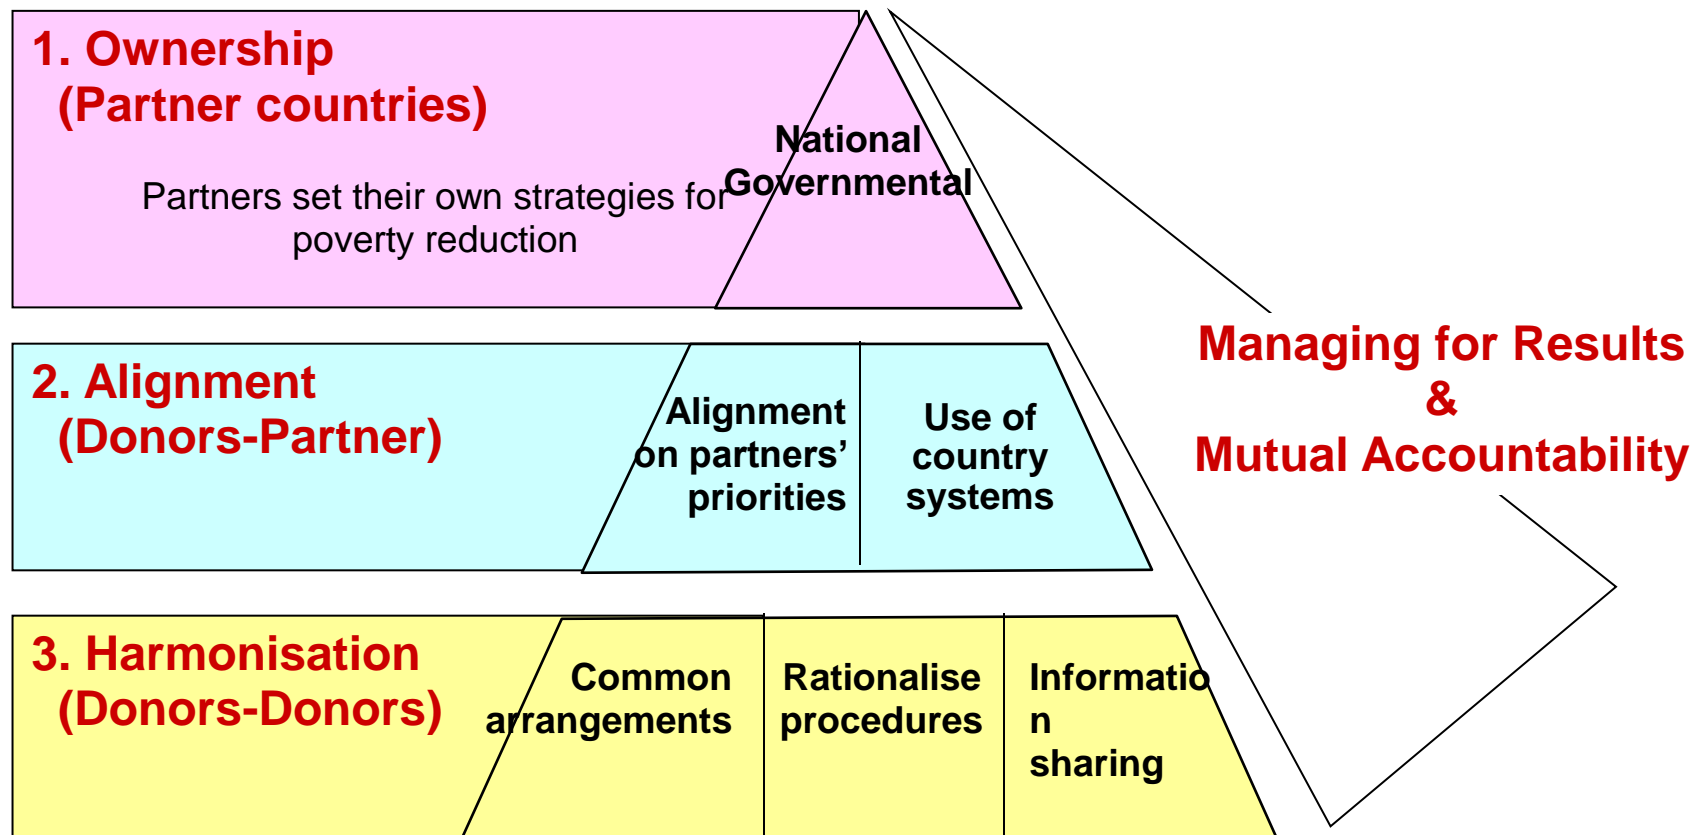 1. Ownership
(Partner countries)
Partners set their own strategies for
poverty reduction
National
Governmental
2. Alignment
(Donors-Partner)
Alignment
on partners’
priorities
Use of
country
systems
3. Harmonisation
(Donors-Donors)
Common
arrangements
Rationalise
procedures
Informatio
n
sharing
Managing for Results
&
Mutual Accountability